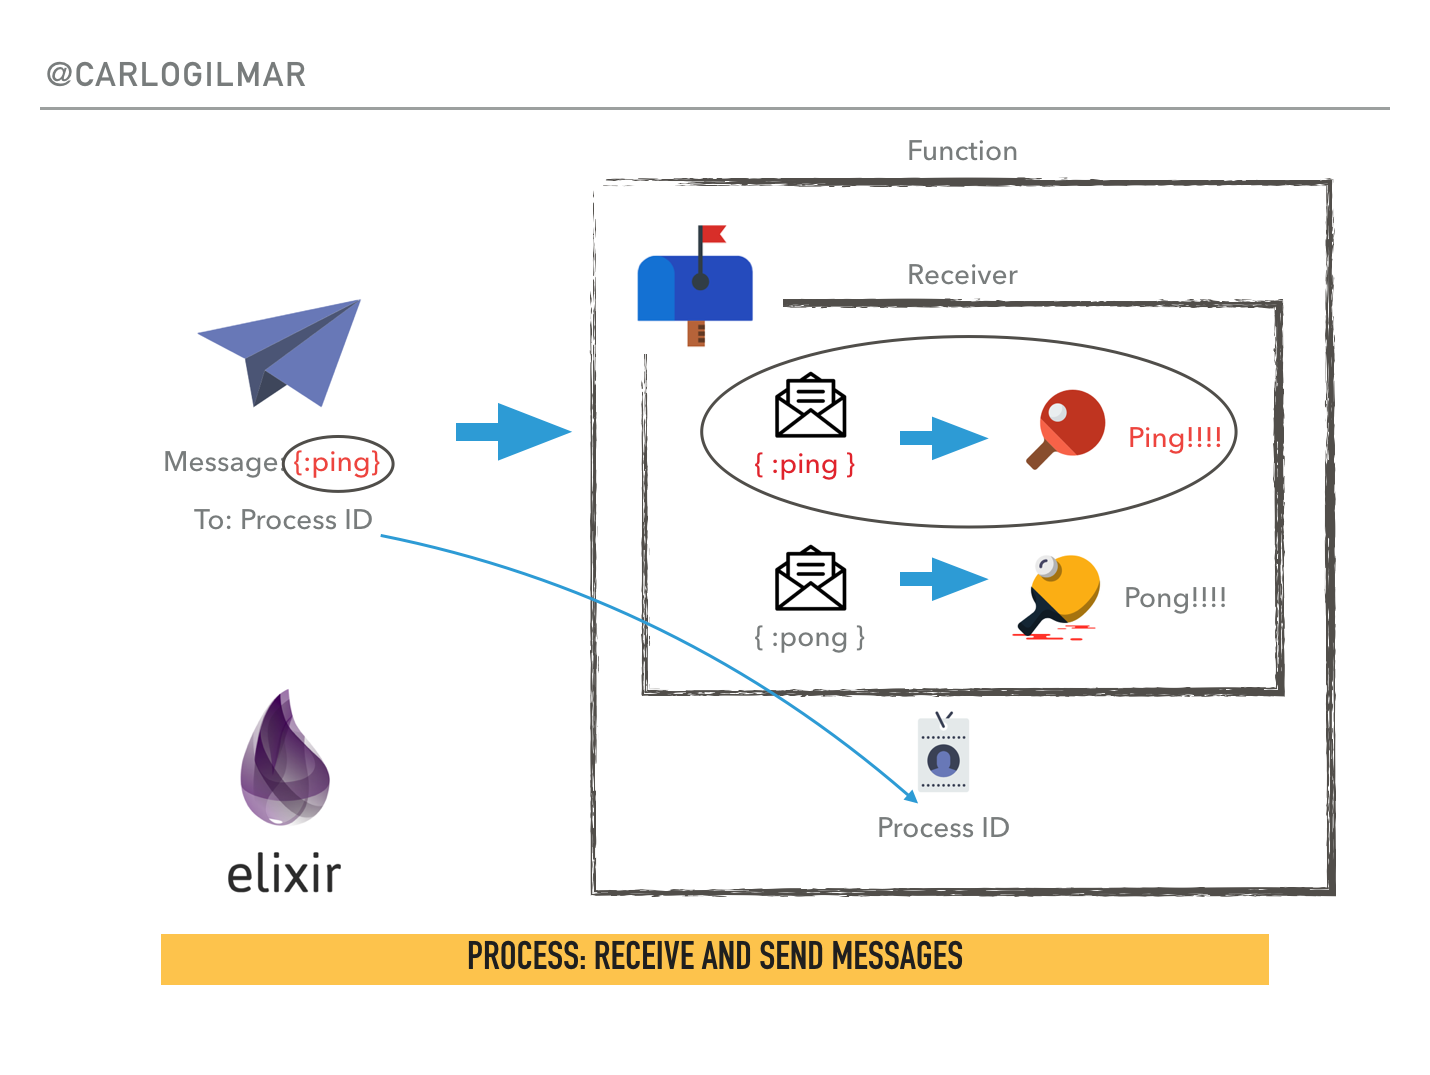 @CARLOGILMAR
Function
Receiver
Message: {:ping}
To: Process ID
{ :ping }
Ping!!!!
{ :pong }
Pong!!!!
Process ID
elixir
PROCESS: RECEIVE AND SEND MESSAGES